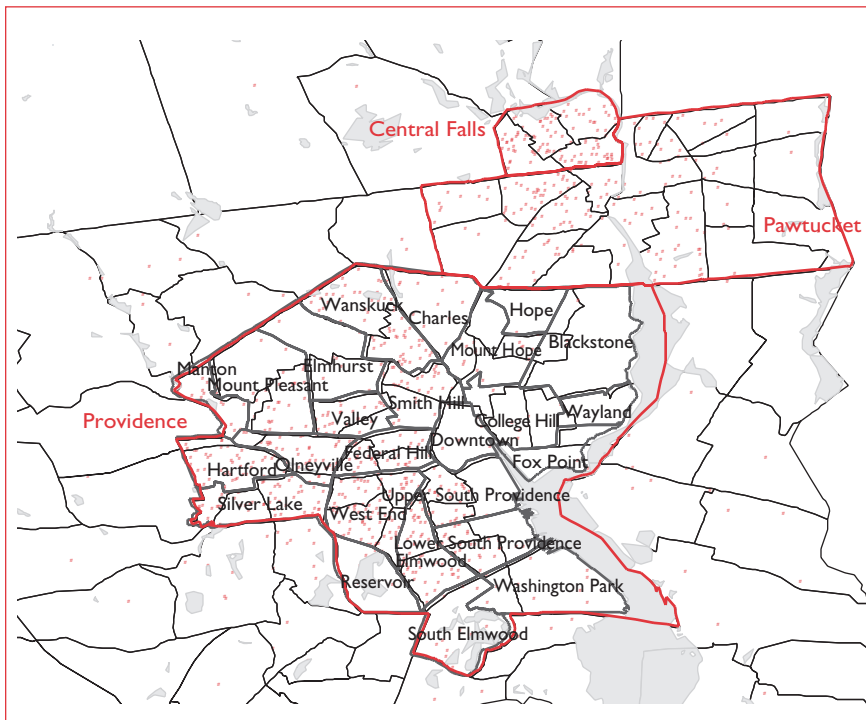 Central Falls
Pawtucket
Wanskuck
Hope
Charles
Blackstone
Mount Hope
Manton
Elmhurst
Mount Pleasant
Smith Hill
Wayland
Providence
Valley
College Hill
Downtown
Federal Hill
Fox Point
Hartford
Olneyville
Upper South Providence
Silver Lake
West End
Lower South Providence
Elmwood
Reservoir
Washington Park
South Elmwood